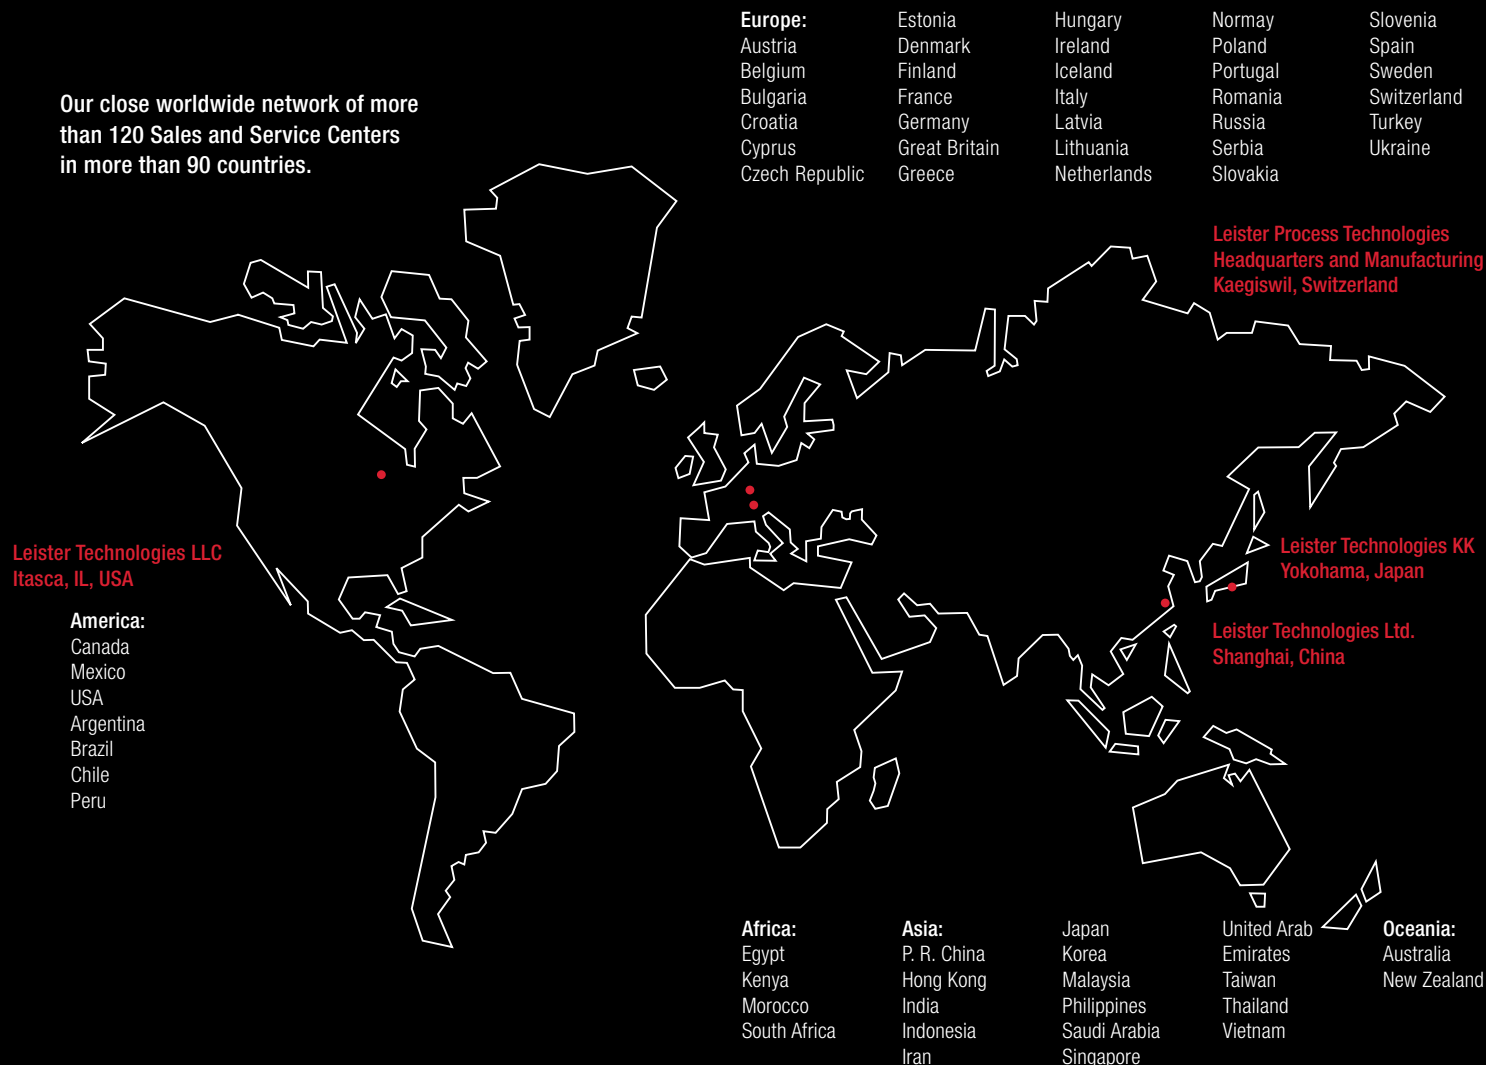 Our close worldwide network of more
than 120 Sales and Service Centers
in more than 90 countries.
Europe:
Austria
Belgium
Bulgaria
Croatia
Cyprus
Czech Republic
Estonia
Denmark
Finland
France
Germany
Great Britain
Greece
Hungary
Ireland
Iceland
Italy
Latvia
Lithuania
Netherlands
Normay
Poland
Portugal
Romania
Russia
Serbia
Slovakia
Slovenia
Spain
Sweden
Switzerland
Turkey
Ukraine
Leister Process Technologies
Headquarters and Manufacturing
Kaegiswil, Switzerland
Leister Technologies LLC
Itasca, IL, USA
America:
Canada
Mexico
USA
Argentina
Brazil
Chile
Peru
Leister Technologies KK
Yokohama, Japan
Leister Technologies Ltd.
Shanghai, China
Africa:
Egypt
Kenya
Morocco
South Africa
Asia:
P. R. China
Hong Kong
India
Indonesia
Iran
Japan
Korea
Malaysia
Philippines
Saudi Arabia
Singapore
United Arab
Emirates
Taiwan
Thailand
Vietnam
Oceania:
Australia
New Zealand